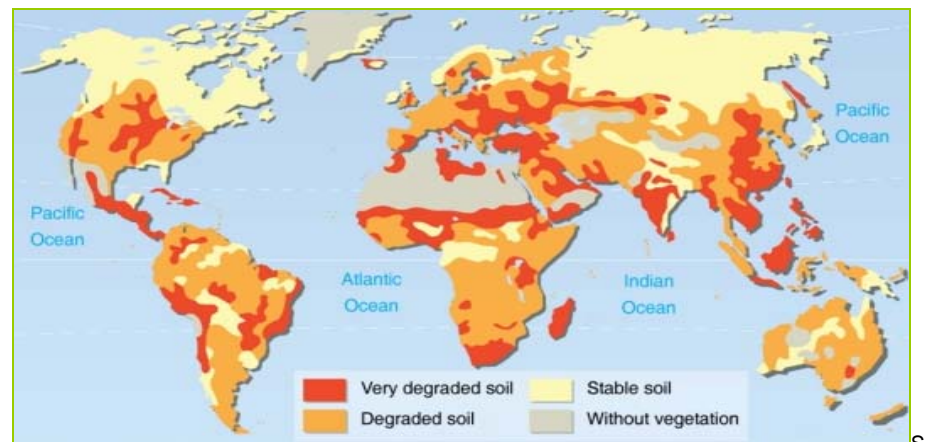 Pacific
Ocean
Pacific
Ocean
Atlantic
Ocean
Indian
Ocean
Very degraded soil
Stable soil
Degraded soil
Without vegetation
S